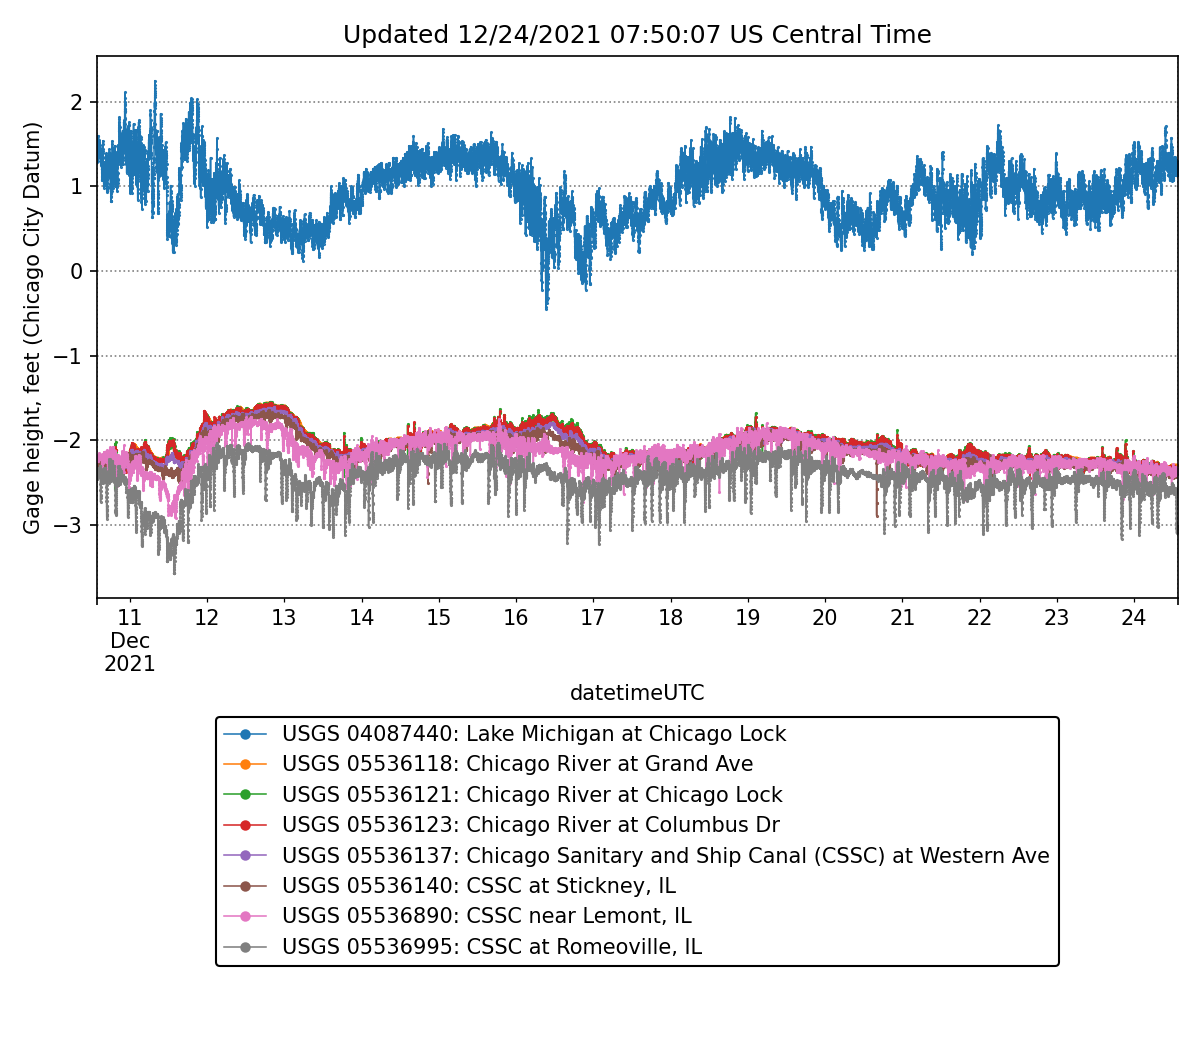 Updated 12/24/2021 07:50:07 US Central Time
Gage height, feet (Chicago City Datum)
2
1
0
−1
−2
−3
11 12 13 14 15 16 17 18 19 20 21 22 23 24
Dec
2021
datetimeUTC
USGS 04087440: Lake Michigan at Chicago Lock
USGS 05536118: Chicago River at Grand Ave
USGS 05536121: Chicago River at Chicago Lock
USGS 05536123: Chicago River at Columbus Dr
USGS 05536137: Chicago Sanitary and Ship Canal (CSSC) at Western Ave
USGS 05536140: CSSC at Stickney, IL
USGS 05536890: CSSC near Lemont, IL
USGS 05536995: CSSC at Romeoville, IL